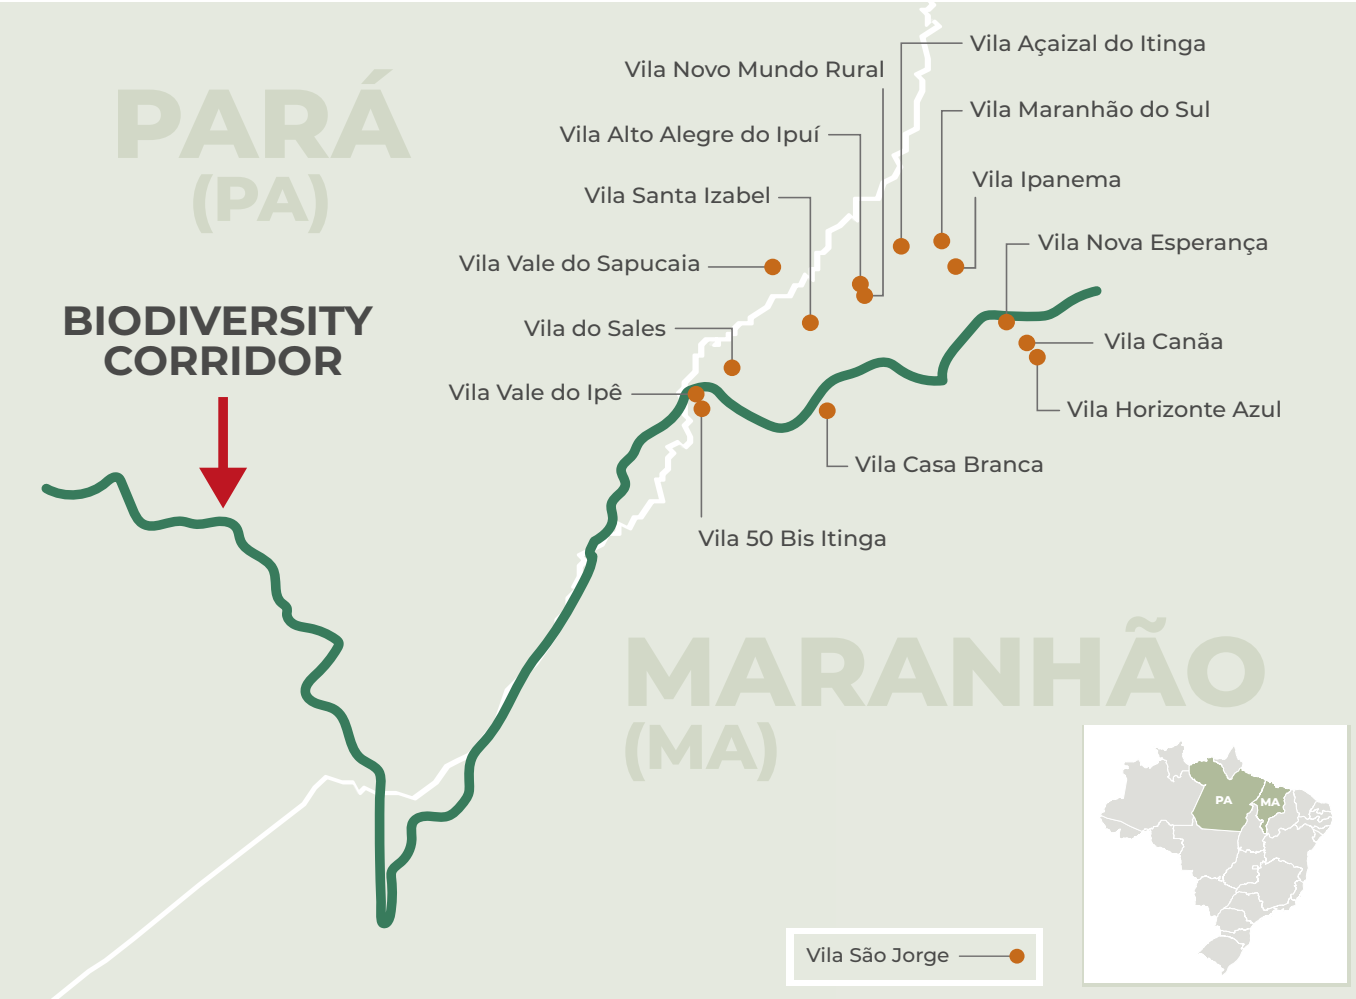 PARÁ
(PA)
Vila Açaizal do Itinga
Vila Novo Mundo Rural
Vila Maranhão do Sul
Vila Alto Alegre do Ipuí
Vila Ipanema
Vila Santa Izabel
Vila Nova Esperança
Vila Vale do Sapucaia
BIODIVERSITY
CORRIDOR
Vila do Sales
Vila Canãa
Vila Vale do Ipê
Vila Horizonte Azul
Vila Casa Branca
Vila 50 Bis Itinga
MARANHÃO
(MA)
PA
MA
Vila São Jorge